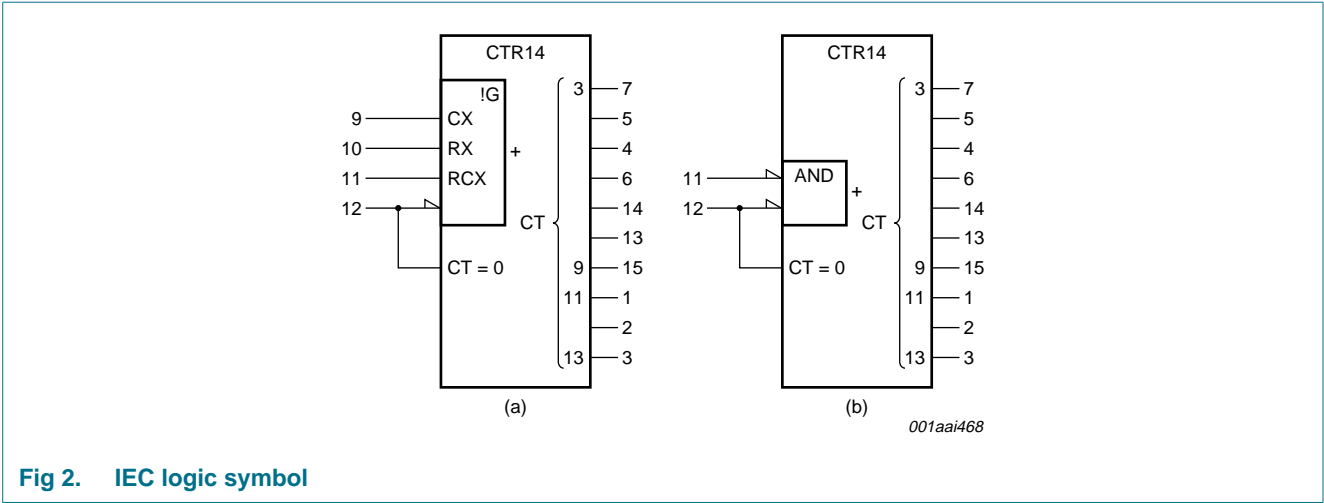 CTR14 CTR14
!G 3 7 3 7
9 CX 5 5
10 RX + 4 4
11 RCX 6 11 AND 6
12 14 12 + 14
CT CT
13 13
CT = 0 9 15 CT = 0 9 15
11 1 11 1
2 2
13 3 13 3
(a) (b)
001aai468
Fig 2. IEC logic symbol